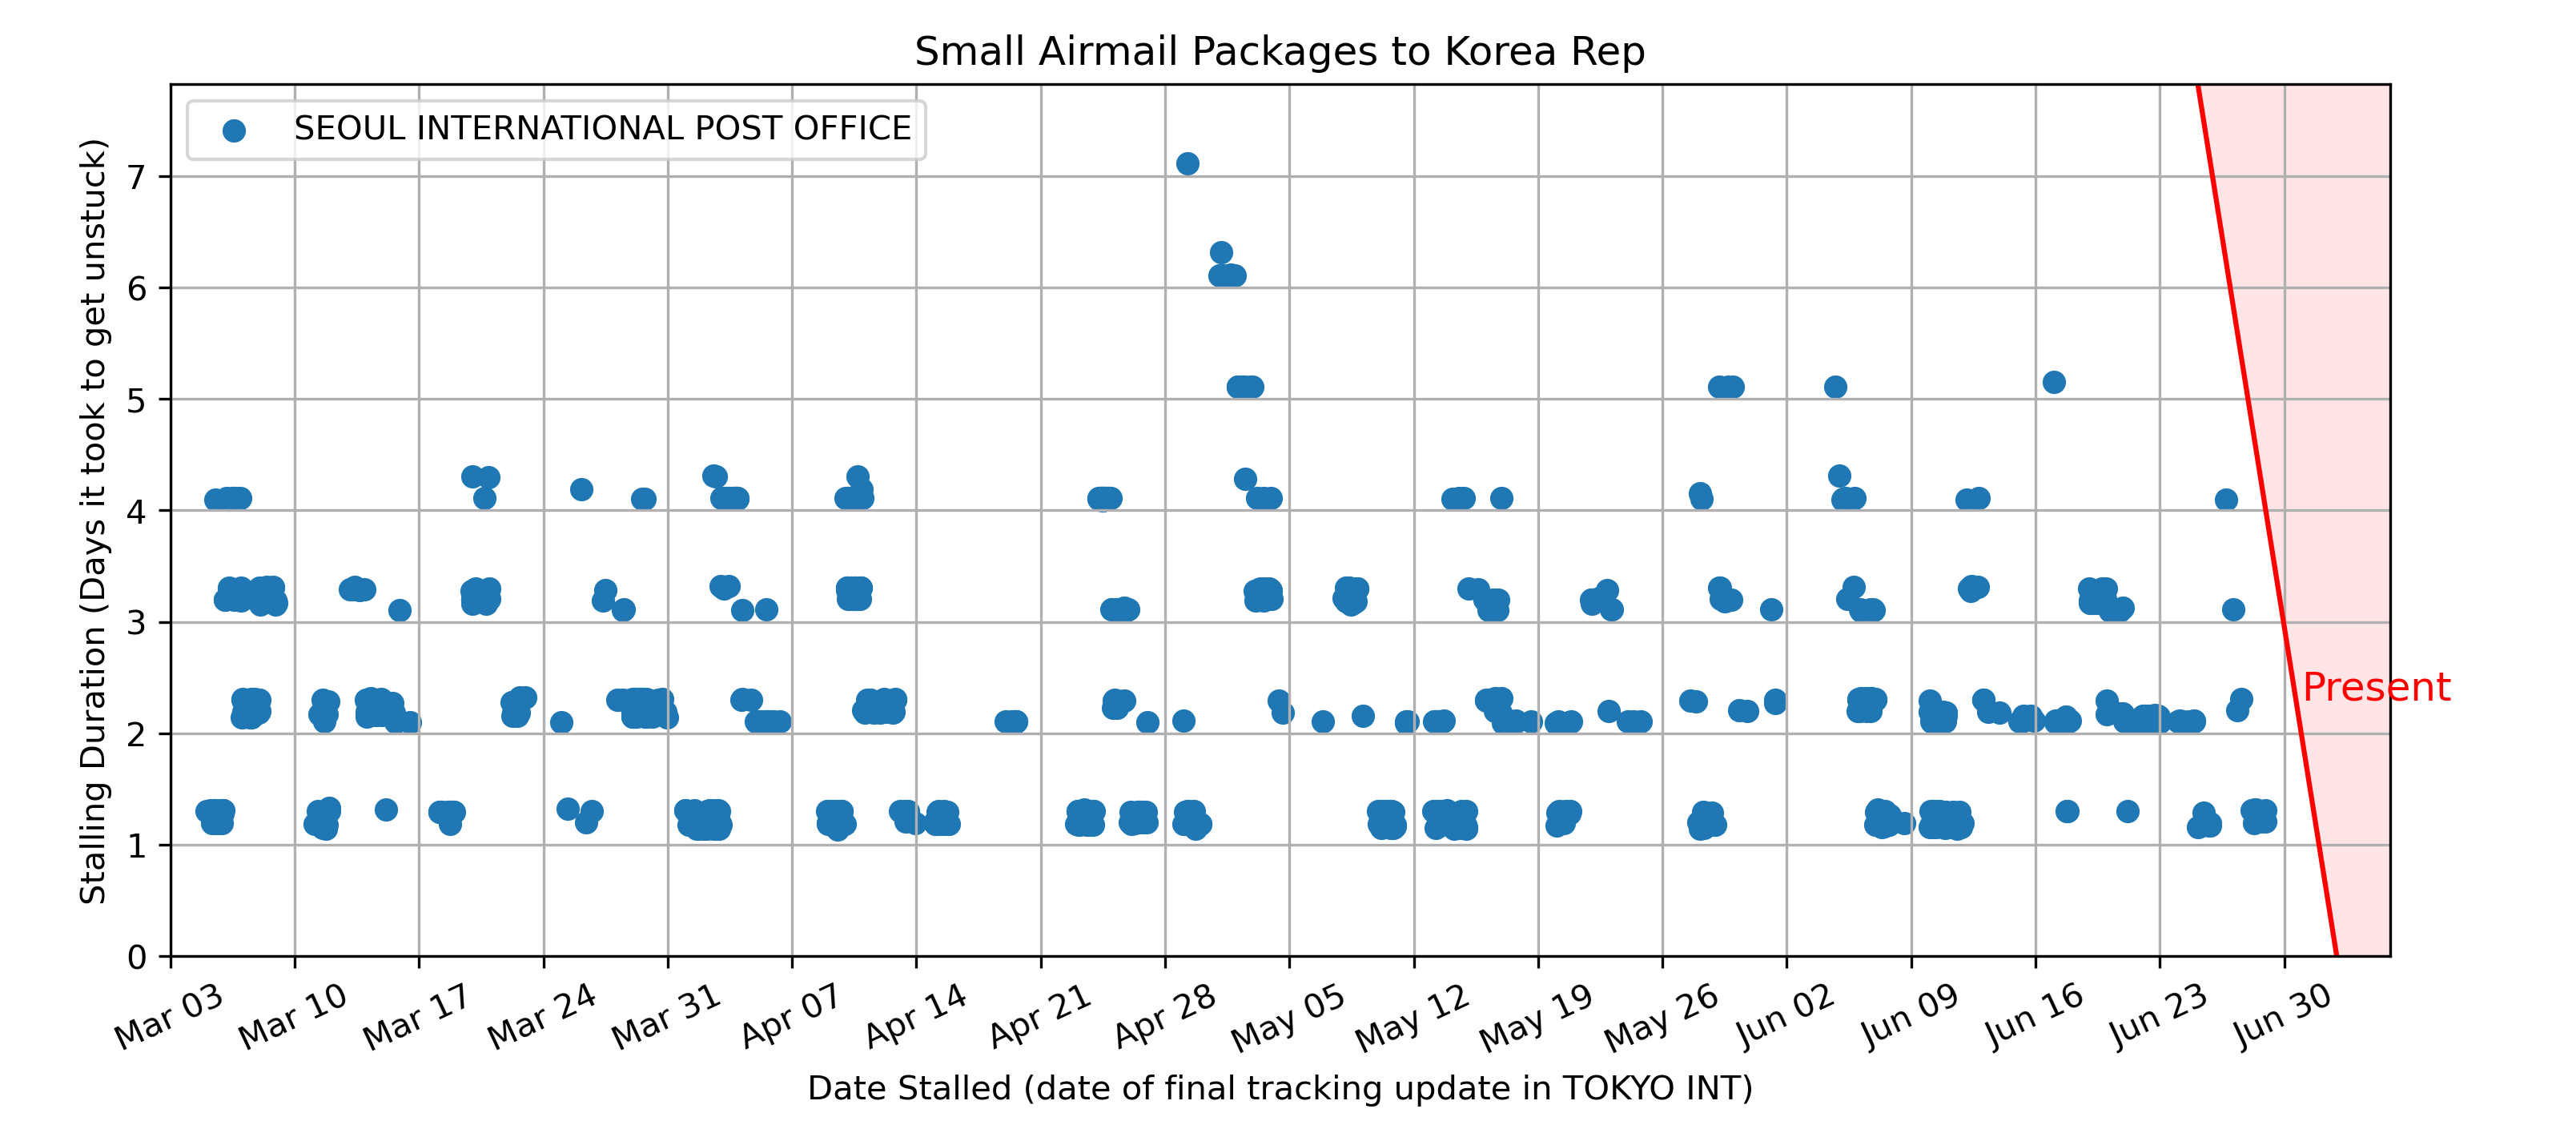 Small Airmail Packages to Korea Rep
SEOUL INTERNATIONAL POST OFFICE
Stalling Duration (Days it took to get unstuck)
7
6
5
4
3
2
1
0
Present
Mar 03
Mar 10
Mar 17
Mar 24
Mar 31
Apr 07
Apr 14
Apr 21
Apr 28
May 05
May 12
May 19
May 26
Jun 02
Jun 09
Jun 16
Jun 23
Jun 30
Date Stalled (date of final tracking update in TOKYO INT)